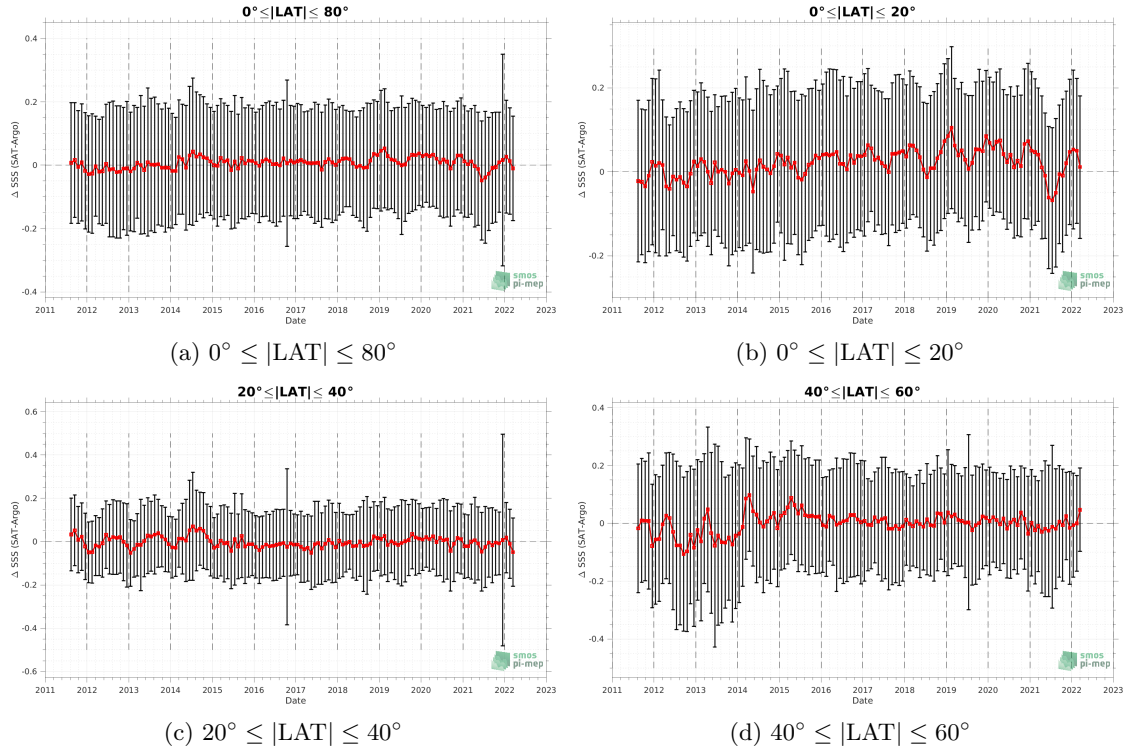 0°≤|LAT|≤ 80°
Δ SSS (SAT-Argo)
0.4
0.2
0
-0.2
-0.4
2011 2012 2013 2014 2015 2016 2017 2018 2019 2020 2021 2022 2023
Date
smos
pi-mep
(a) 0° ≤ |LAT| ≤ 80°
0°≤|LAT|≤ 20°
Δ SSS (SAT-Argo)
0.2
0
-0.2
2011 2012 2013 2014 2015 2016 2017 2018 2019 2020 2021 2022 2023
Date
smos
pi-mep
(b) 0° ≤ |LAT| ≤ 20°
20°≤|LAT|≤ 40°
Δ SSS (SAT-Argo)
0.6
0.4
0.2
0
-0.2
-0.4
-0.6
2011 2012 2013 2014 2015 2016 2017 2018 2019 2020 2021 2022 2023
Date
smos
pi-mep
(c) 20° ≤ |LAT| ≤ 40°
40°≤|LAT|≤ 60°
Δ SSS (SAT-Argo)
0.4
0.2
0
-0.2
-0.4
2011 2012 2013 2014 2015 2016 2017 2018 2019 2020 2021 2022 2023
Date
smos
pi-mep
(d) 40° ≤ |LAT| ≤ 60°